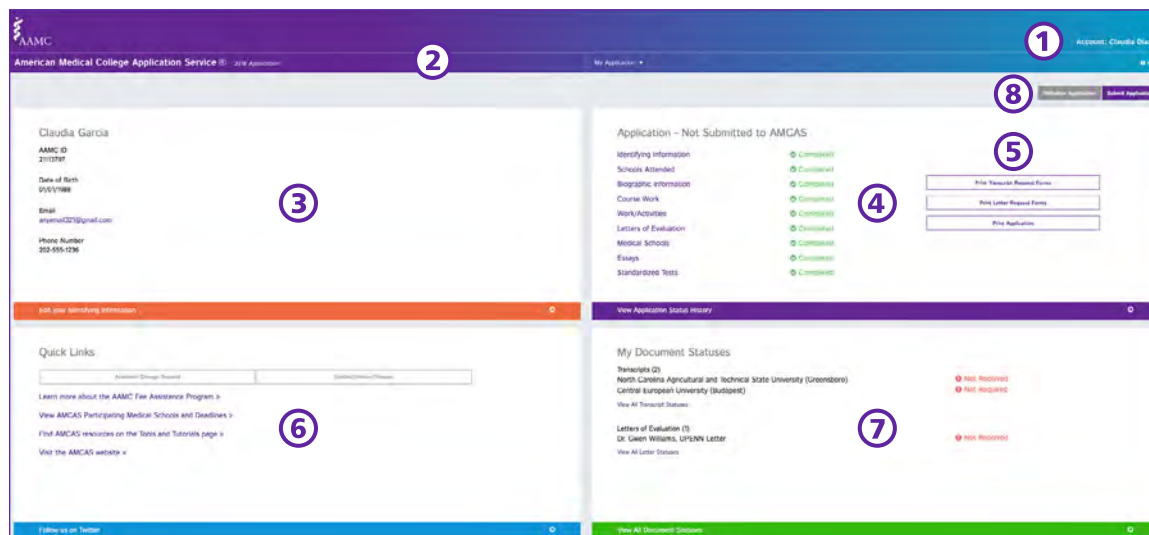 AAMC
1
Account: Claudia Dia
American Medical College Application Service ®
2
My Application
8
Submit Applicatio
Claudia Garcia
AAMC ID
Date of Birth
01/01/1988
Email
Phone Number
202-555-1236
3
Application - Not Submitted to AMCAS
Identifying Information Completed
Schools Attended Completed
Biographic Information Completed
Course Work Completed
Work/Activities Completed
Letters of Evaluation Completed
Medical Schools Completed
Essays Completed
Standardized Tests Completed
4
5
Print Transcript Request Forms
Print Letter Request Forms
Print Application
Edit your Identifying Information
View Application Status History
Quick Links
Learn more about the AAMC Fee Assistance Program >
View AMCAS Participating Medical Schools and Deadlines >
Find AMCAS resources on the Tools and Tutorials page >
Visit the AMCAS website >
6
My Document Statuses
Transcripts (2)
North Carolina Agricultural and Technical State University (Greensboro) Not Received
Central European University (Budapest) Not Required
View All Transcript Statuses
Letters of Evaluation (1)
Dr. Gwen Williams, UPENN Letter Not Received
View All Letter Statuses
7
Follow us on Twitter
View All Document Statuses